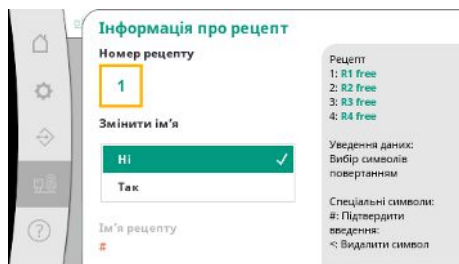 Інформація про рецепт
Номер рецепту
1
Змінити ім'я
Ні
Так
Ім'я рецепту
#
Рецепт
1: R1 free
2: R2 free
3: R3 free
4: R4 free
Уведення даних:
Вибір символів
повертанням
Спеціальні символи:
#: Підтвердити
введення:
<: Видалити символ